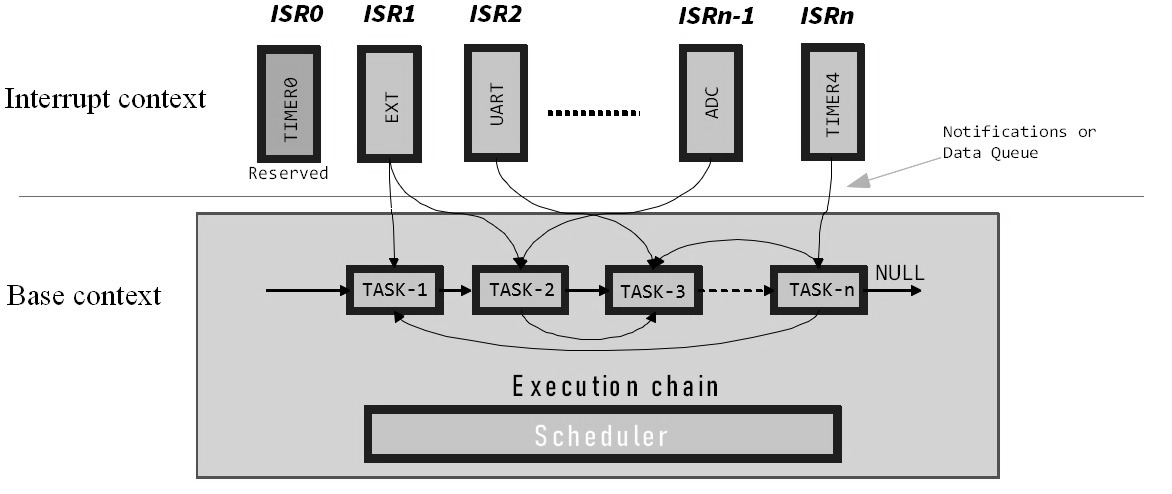 ISR0 ISR1 ISR2 ISRn-1 ISRn
Interrupt context
TIMER0
EXT
UART
ADC
TIMER4
Reserved
Notifications or
Data Queue
Base context
TASK-1 TASK-2 TASK-3 TASK-n NULL
Execution chain
Scheduler